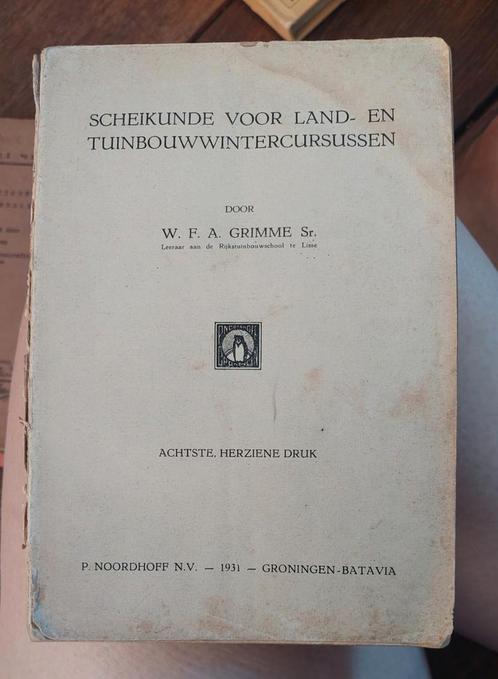 SCHEIKUNDE VOOR LAND- EN
TUINBOUWWINTERCURSUSSEN
DOOR
W. F. A. GRIMME Sr.
Leeraar aan de Rijkstuinbouwschool te Lisse
ACHTSTE, HERZIENE DRUK
P. NOORDHOFF N.V. — 1931 — GRONINGEN-BATAVIA